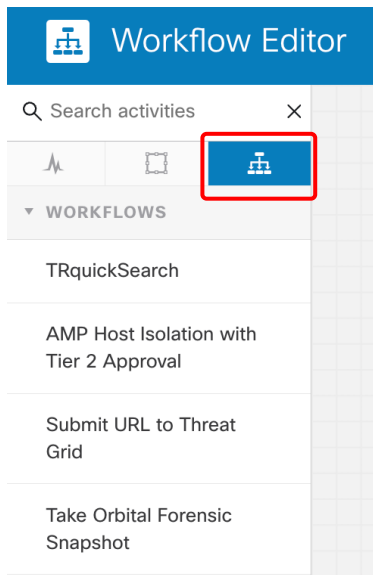 Workflow Editor
Search activities
WORKFLOWS
TRquickSearch
AMP Host Isolation with
Tier 2 Approval
Submit URL to Threat
Grid
Take Orbital Forensic
Snapshot